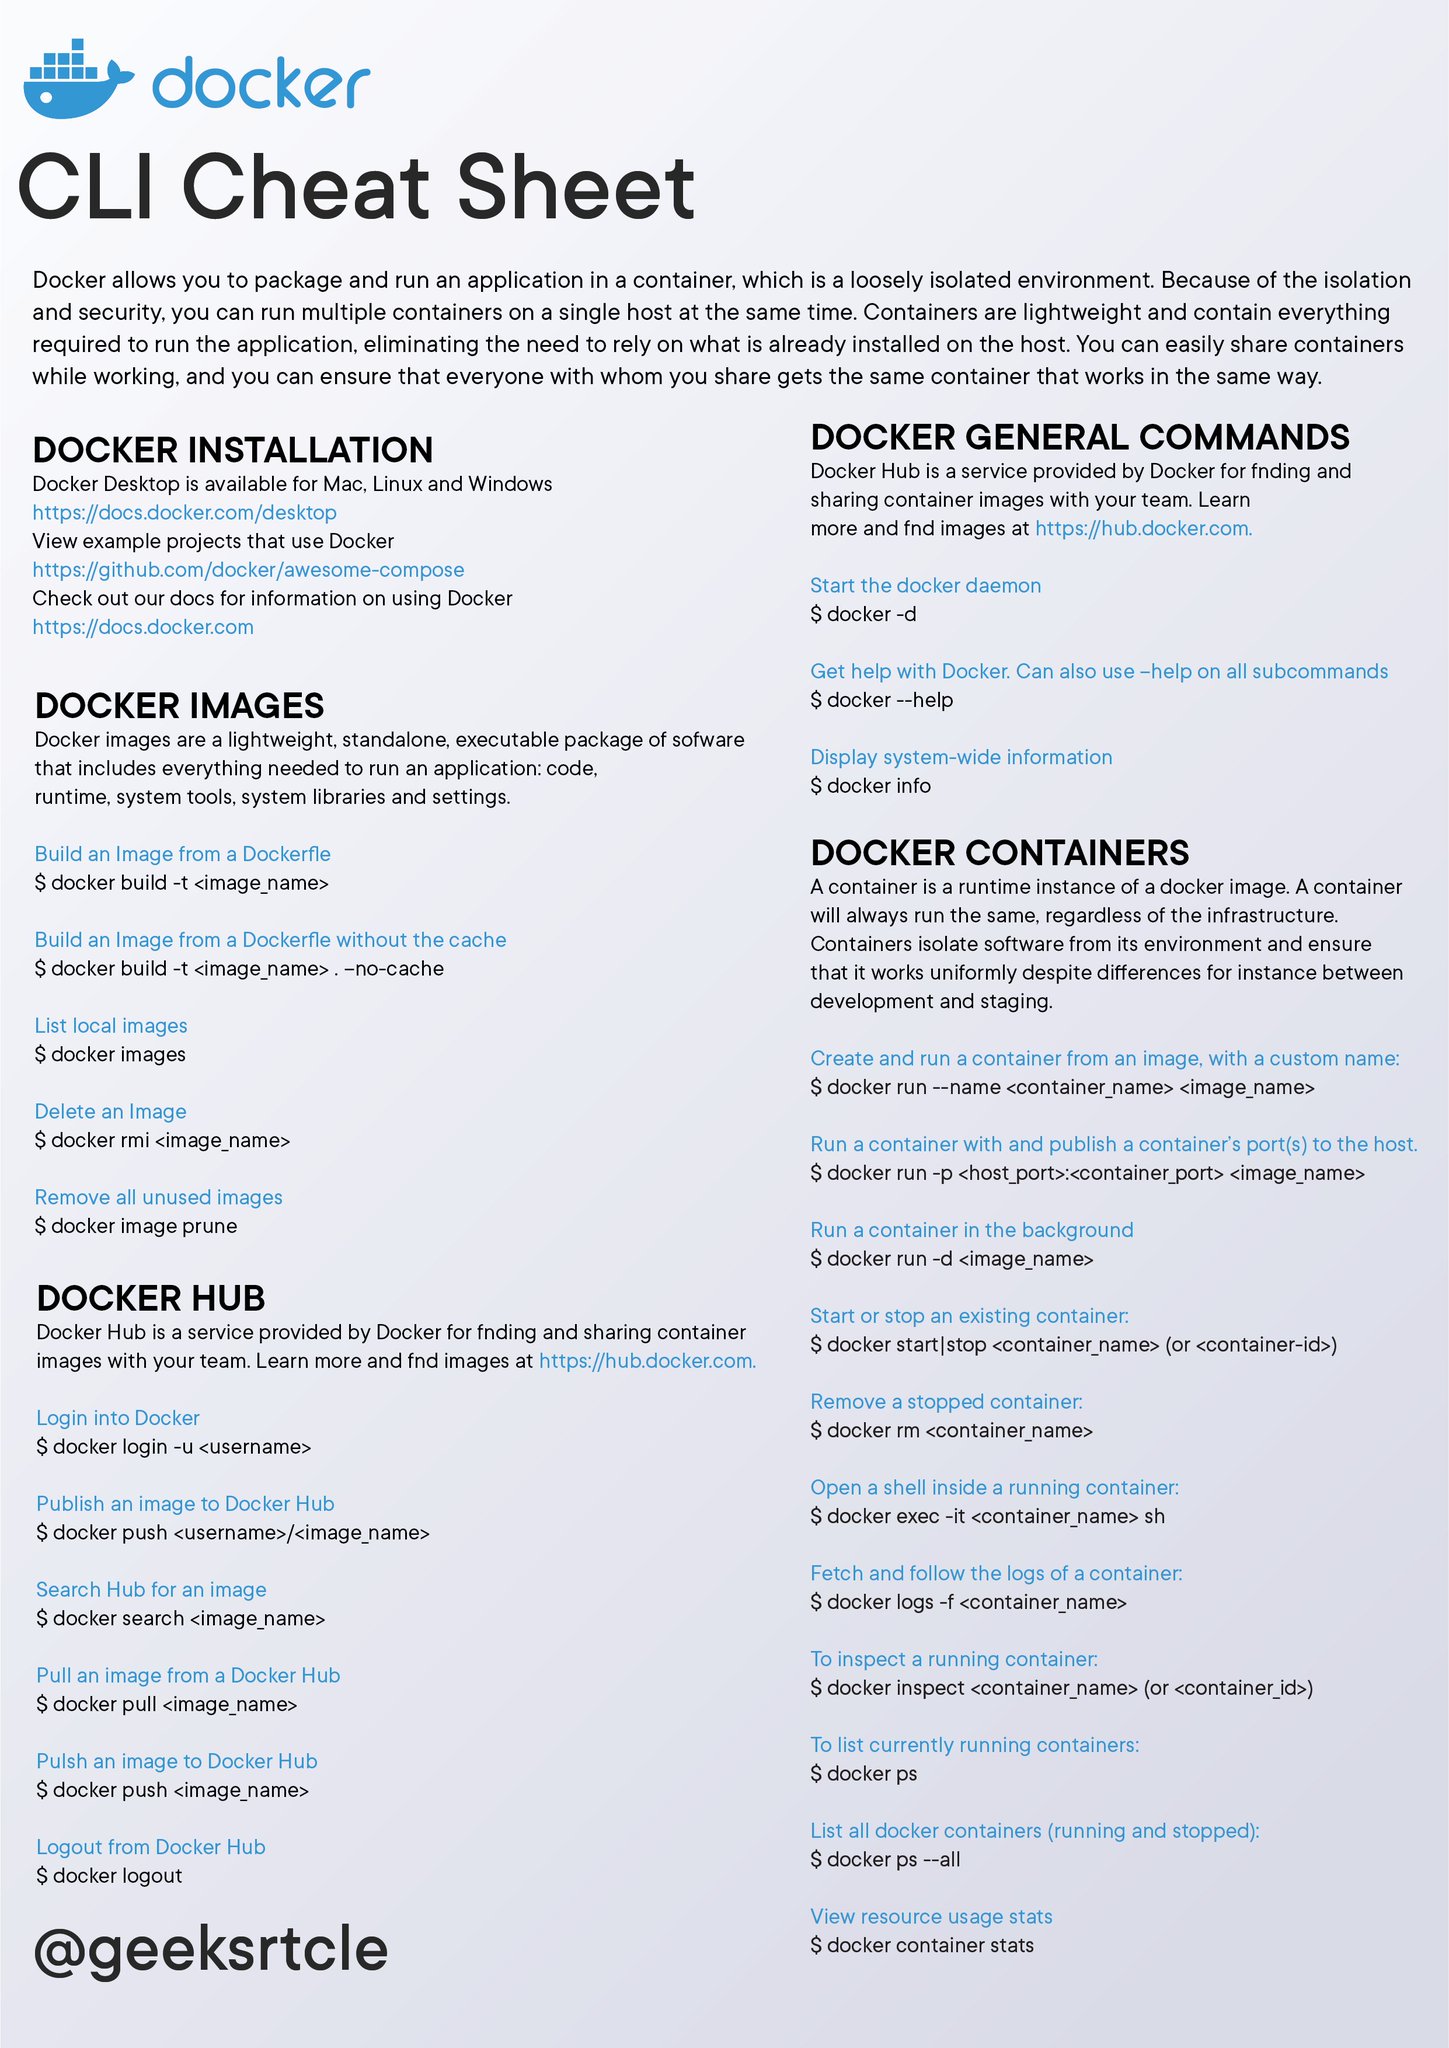 docker
CLI Cheat Sheet
Docker allows you to package and run an application in a container, which is a loosely isolated environment. Because of the isolation
and security, you can run multiple containers on a single host at the same time. Containers are lightweight and contain everything
required to run the application, eliminating the need to rely on what is already installed on the host. You can easily share containers
while working, and you can ensure that everyone with whom you share gets the same container that works in the same way.
DOCKER INSTALLATION
Docker Desktop is available for Mac, Linux and Windows
https://docs.docker.com/desktop
View example projects that use Docker
https://github.com/docker/awesome-compose
Check out our docs for information on using Docker
https://docs.docker.com
DOCKER IMAGES
Docker images are a lightweight, standalone, executable package of sofware
that includes everything needed to run an application: code,
runtime, system tools, system libraries and settings.
Build an Image from a Dockerfle
$ docker build -t <image_name>
Build an Image from a Dockerfle without the cache
$ docker build -t <image_name> . –no-cache
List local images
$ docker images
Delete an Image
$ docker rmi <image_name>
Remove all unused images
$ docker image prune
DOCKER HUB
Docker Hub is a service provided by Docker for fnding and sharing container
images with your team. Learn more and fnd images at https://hub.docker.com.
Login into Docker
$ docker login -u <username>
Publish an image to Docker Hub
$ docker push <username>/<image_name>
Search Hub for an image
$ docker search <image_name>
Pull an image from a Docker Hub
$ docker pull <image_name>
Pulsh an image to Docker Hub
$ docker push <image_name>
Logout from Docker Hub
$ docker logout
@geeksrtcle
DOCKER GENERAL COMMANDS
Docker Hub is a service provided by Docker for fnding and
sharing container images with your team. Learn
more and fnd images at https://hub.docker.com.
Start the docker daemon
$ docker -d
Get help with Docker. Can also use –help on all subcommands
$ docker --help
Display system-wide information
$ docker info
DOCKER CONTAINERS
A container is a runtime instance of a docker image. A container
will always run the same, regardless of the infrastructure.
Containers isolate software from its environment and ensure
that it works uniformly despite differences for instance between
development and staging.
Create and run a container from an image, with a custom name:
$ docker run --name <container_name> <image_name>
Run a container with and publish a container’s port(s) to the host.
$ docker run -p <host_port>:<container_port> <image_name>
Run a container in the background
$ docker run -d <image_name>
Start or stop an existing container:
$ docker start|stop <container_name> (or <container-id>)
Remove a stopped container:
$ docker rm <container_name>
Open a shell inside a running container:
$ docker exec -it <container_name> sh
Fetch and follow the logs of a container:
$ docker logs -f <container_name>
To inspect a running container:
$ docker inspect <container_name> (or <container_id>)
To list currently running containers:
$ docker ps
List all docker containers (running and stopped):
$ docker ps --all
View resource usage stats
$ docker container stats